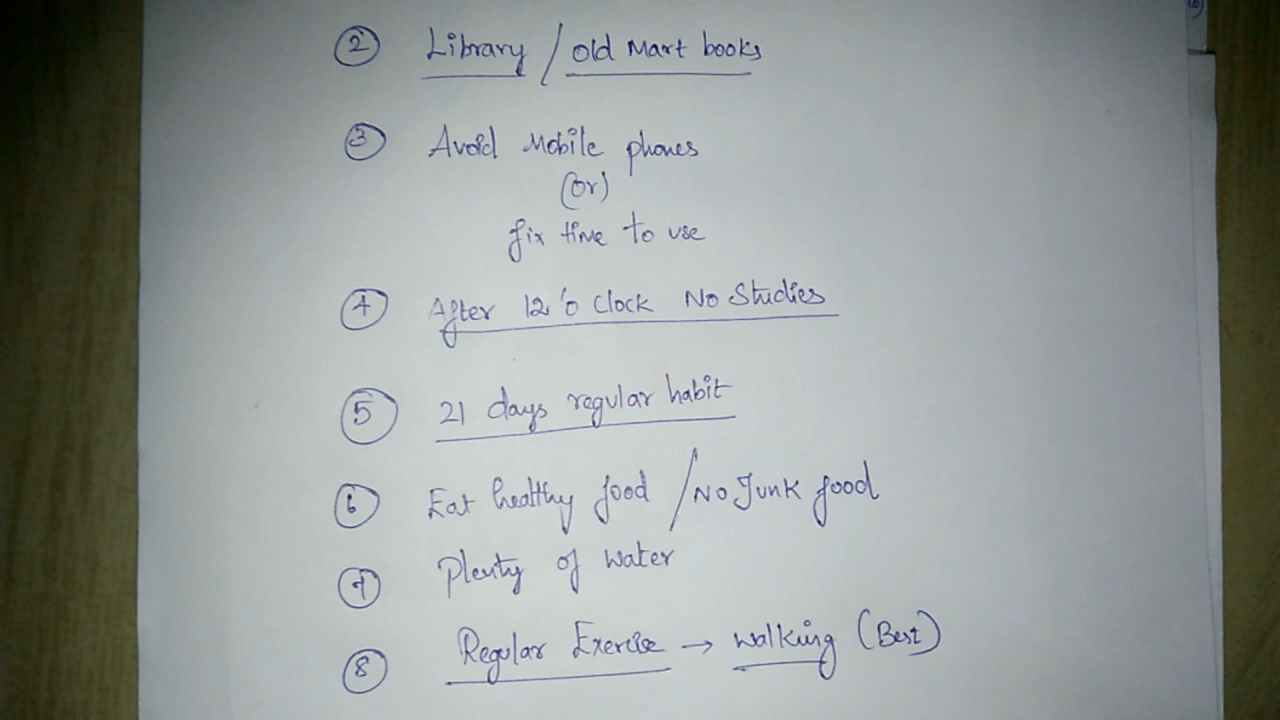 ② Library / old Mart books
③ Avoid Mobile phones
(or)
fix time to use
④ After 12 'o Clock No Studies
⑤ 21 days regular habit
⑥ Eat healthy food / No Junk food
⑦ Plenty of water
⑧ Regular Exercise → walking (Best)